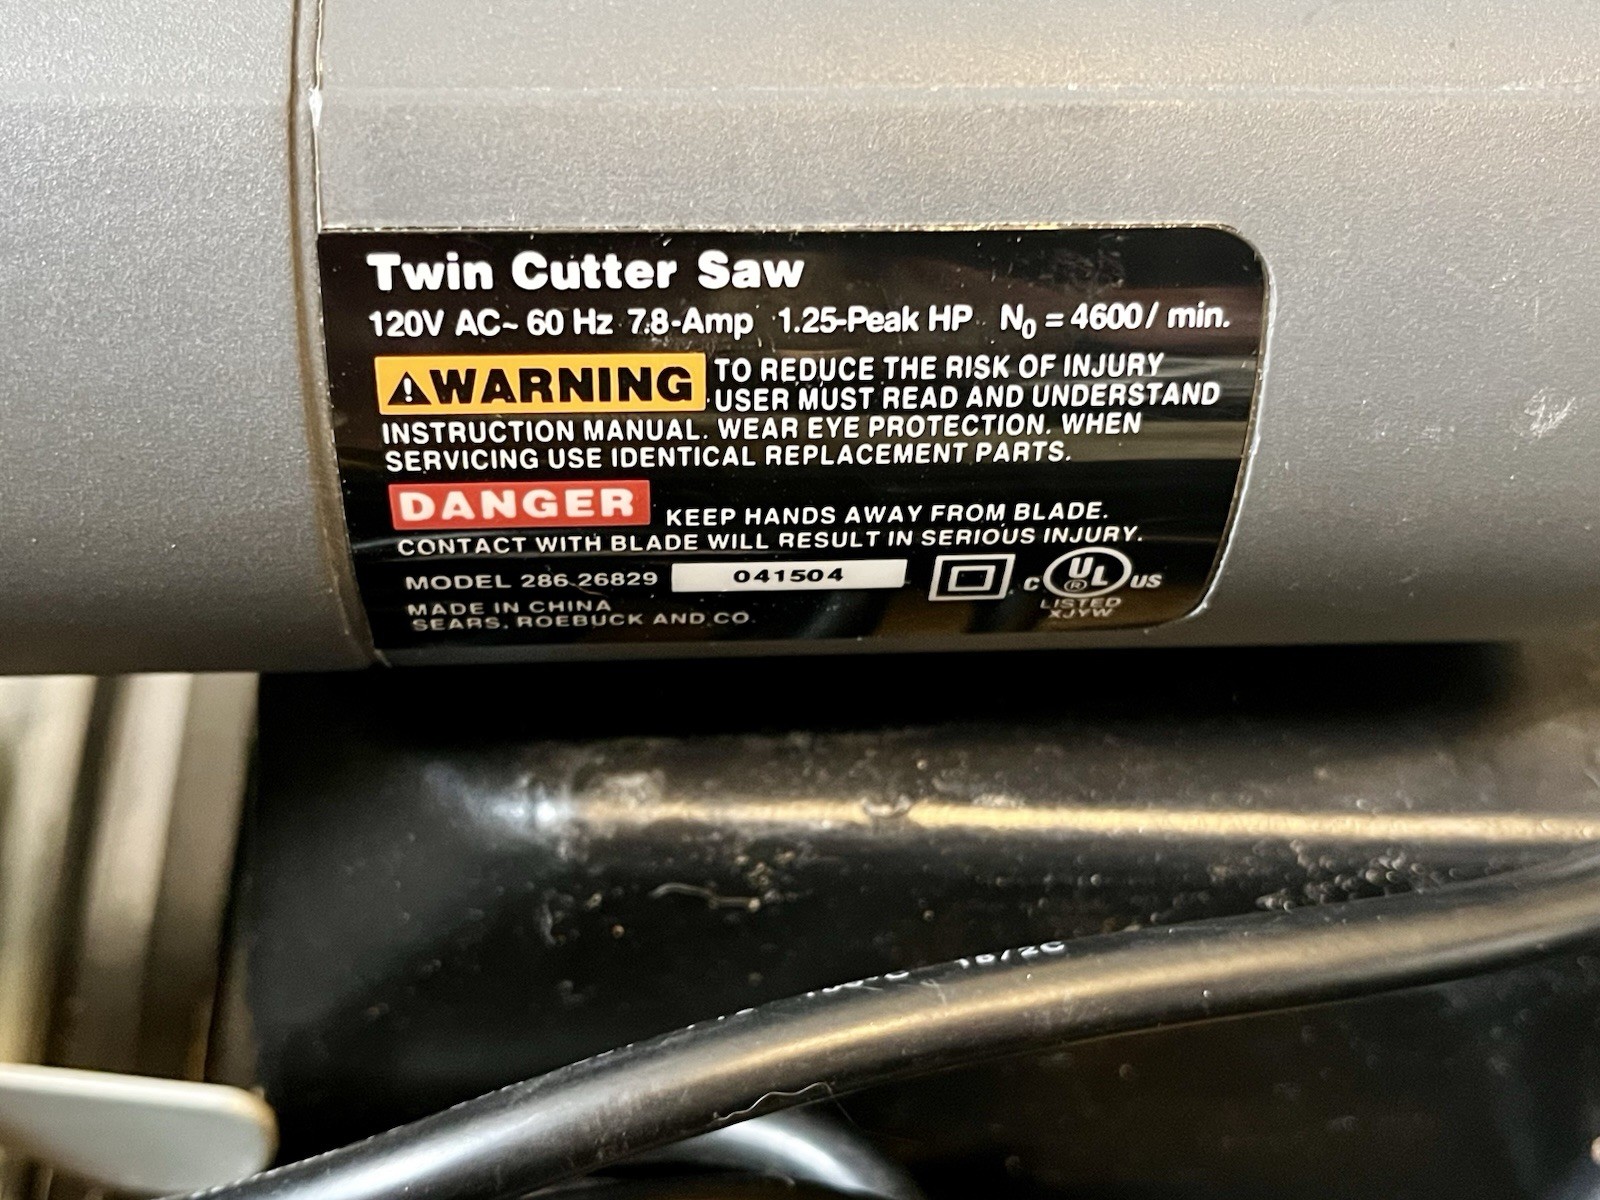 Twin Cutter Saw
120V AC~ 60 Hz 7.8-Amp 1.25-Peak HP N₀ = 4600/ min.
⚠WARNING TO REDUCE THE RISK OF INJURY
USER MUST READ AND UNDERSTAND
INSTRUCTION MANUAL. WEAR EYE PROTECTION. WHEN
SERVICING USE IDENTICAL REPLACEMENT PARTS.
DANGER KEEP HANDS AWAY FROM BLADE.
CONTACT WITH BLADE WILL RESULT IN SERIOUS INJURY.
MODEL 286.26829 041504 c UL ® US
LISTED
XJYW
MADE IN CHINA
SEARS, ROEBUCK AND CO.
18/2C